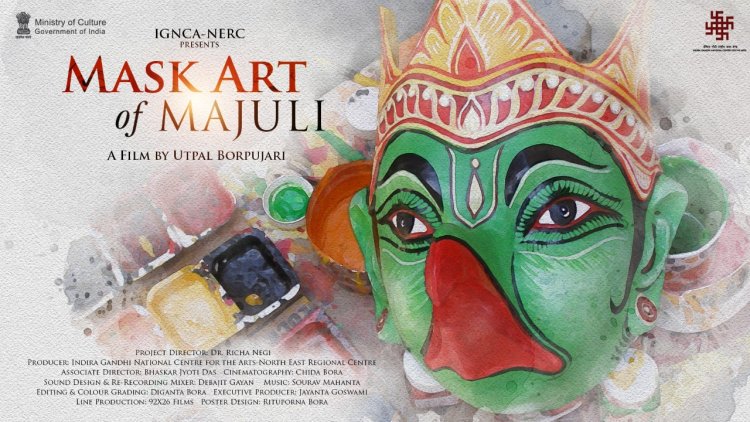 Ministry of Culture
Government of India
IGNCA-NERC
PRESENTS
MASK ART
of MAJULI
A FILM BY UTPAL BORPUJARI
PROJECT DIRECTOR: DR. RICHA NEGI
PRODUCER: INDIRA GANDHI NATIONAL CENTRE FOR THE ARTS-NORTH EAST REGIONAL CENTRE
ASSOCIATE DIRECTOR: BHASKAR JYOTI DAS CINEMATOGRAPHY: CHIDA BORA
SOUND DESIGN & RE-RECORDING MIXER: DEBAJIT GAYAN MUSIC: SOURAV MAHANTA
EDITING & COLOUR GRADING: DIGANTA BORA EXECUTIVE PRODUCER: JAYANTA GOSWAMI
LINE PRODUCTION: 92X26 FILMS POSTER DESIGN: RITUPORNA BORA